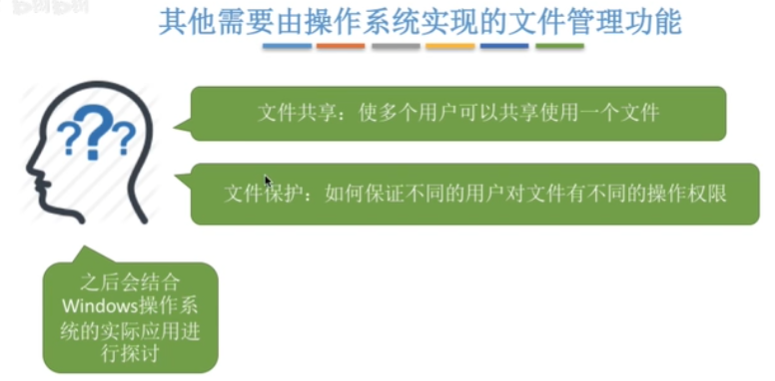 其他需要由操作系统实现的文件管理功能
???
文件共享：使多个用户可以共享使用一个文件
文件保护：如何保证不同的用户对文件有不同的操作权限
之后会结合
Windows操作系
统的实际应用进
行探讨